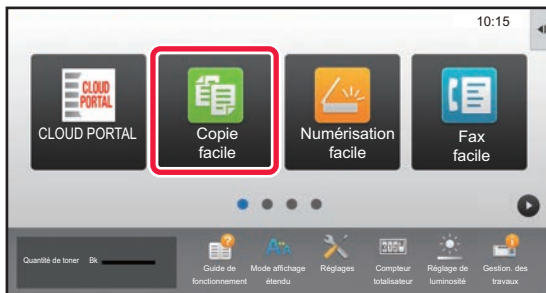 10:15
CLOUD
PORTAL
CLOUD PORTAL
Copie
facile
Numérisation
facile
Fax
facile
Quantité de toner Bk
Guide de
fonctionnement
Mode affichage
étendu
Réglages
Compteur
totalisateur
Réglage de
luminosité
Gestion. des
travaux